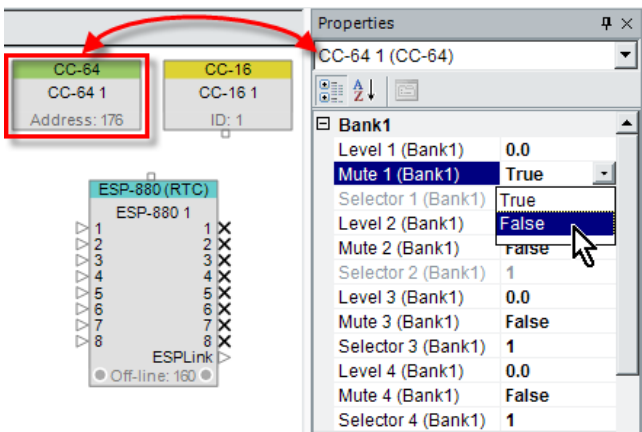 Properties
CC-64 1 (CC-64)
CC-64
CC-64 1
Address: 176
CC-16
CC-16 1
ID: 1
ESP-880 (RTC)
ESP-880 1
1 1
2 2
3 3
4 4
5 5
6 6
7 7
8 8
ESPLink
Off-line: 160
Bank1
Level 1 (Bank1) 0.0
Mute 1 (Bank1) True
Selector 1 (Bank1)
True
False
Level 2 (Bank1)
Mute 2 (Bank1) False
Selector 2 (Bank1) 1
Level 3 (Bank1) 0.0
Mute 3 (Bank1) False
Selector 3 (Bank1) 1
Level 4 (Bank1) 0.0
Mute 4 (Bank1) False
Selector 4 (Bank1) 1